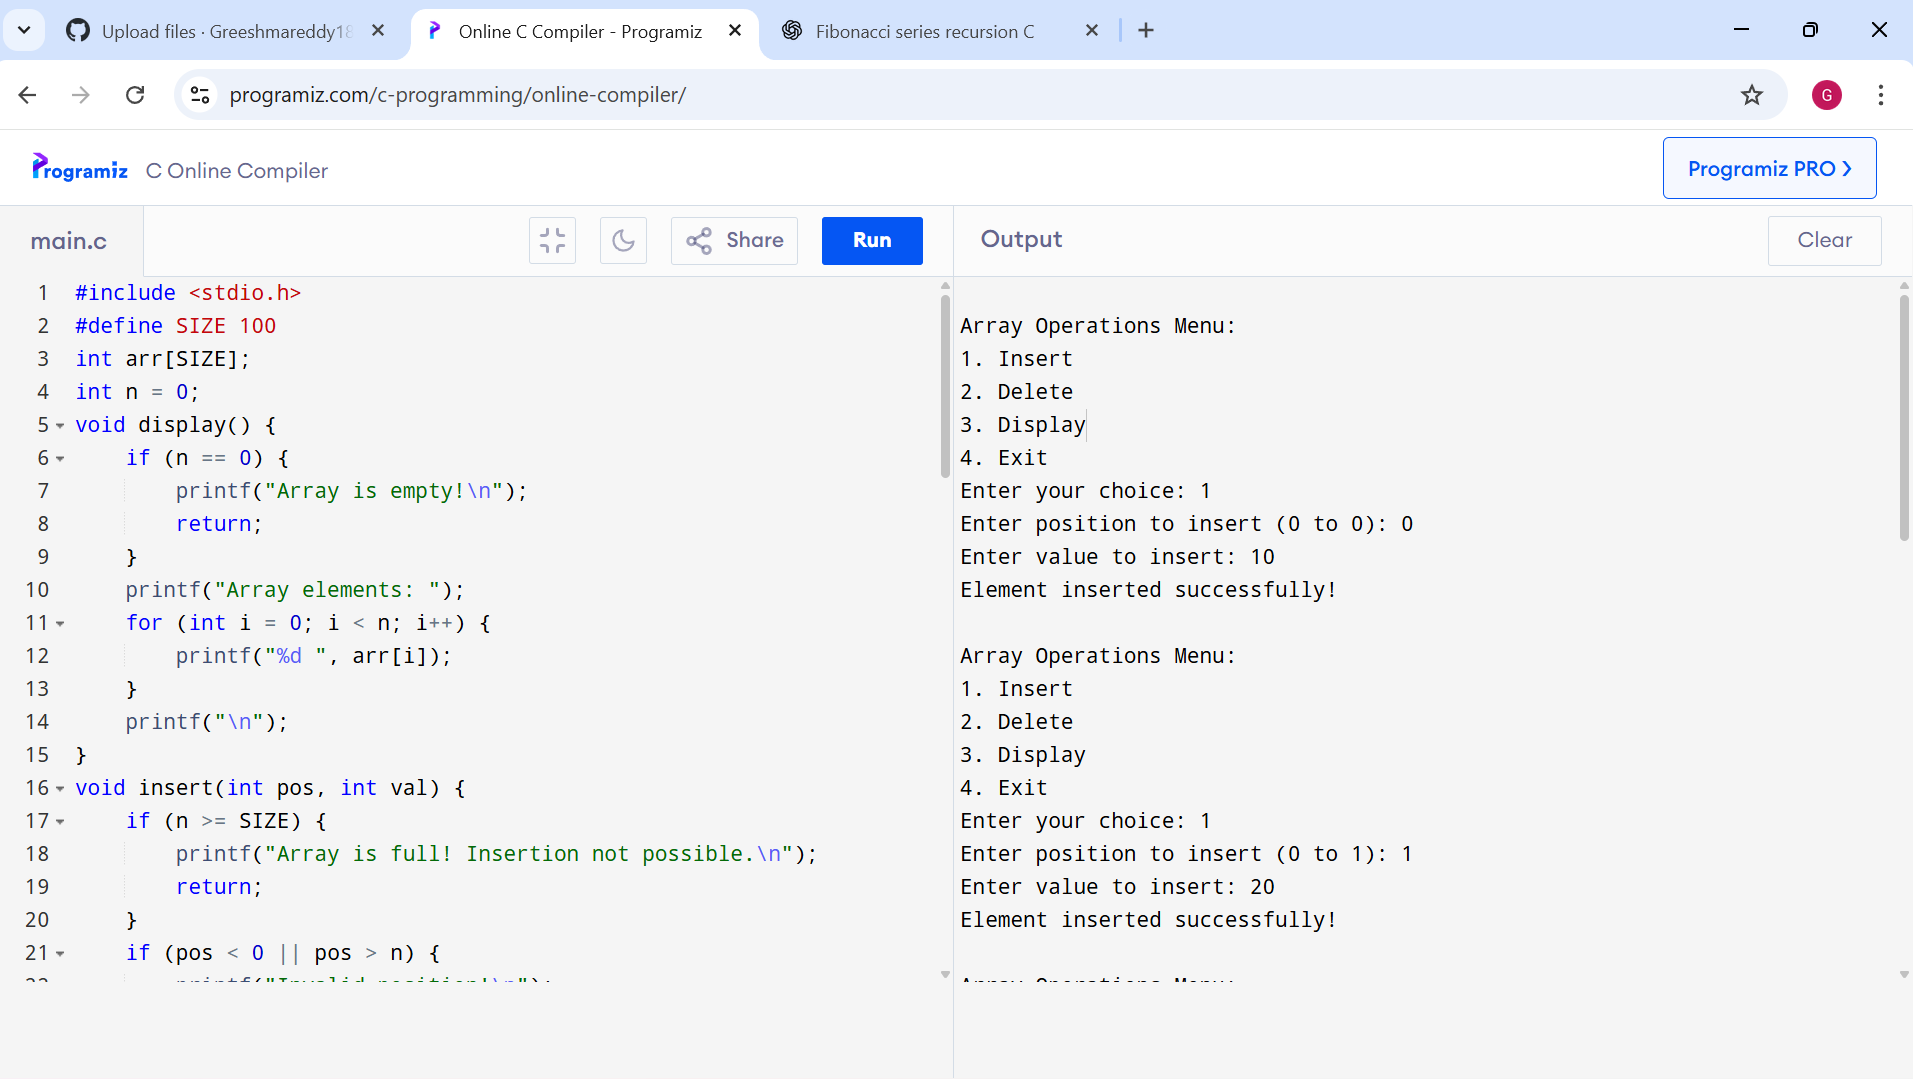 Upload files · Greeshmareddy18
Online C Compiler - Programiz
Fibonacci series recursion C
programiz.com/c-programming/online-compiler/
G
Programiz
C Online Compiler
Programiz PRO ›
main.c
Share
Run
Output
Clear
1 #include <stdio.h>
2 #define SIZE 100
3 int arr[SIZE];
4 int n = 0;
5 void display() {
6     if (n == 0) {
7         printf("Array is empty!\n");
8         return;
9     }
10     printf("Array elements: ");
11     for (int i = 0; i < n; i++) {
12         printf("%d ", arr[i]);
13     }
14     printf("\n");
15 }
16 void insert(int pos, int val) {
17     if (n >= SIZE) {
18         printf("Array is full! Insertion not possible.\n");
19         return;
20     }
21     if (pos < 0 || pos > n) {
22         printf("Invalid position!\n");
Array Operations Menu:
1. Insert
2. Delete
3. Display
4. Exit
Enter your choice: 1
Enter position to insert (0 to 0): 0
Enter value to insert: 10
Element inserted successfully!
Array Operations Menu:
1. Insert
2. Delete
3. Display
4. Exit
Enter your choice: 1
Enter position to insert (0 to 1): 1
Enter value to insert: 20
Element inserted successfully!
Array Operations Menu: